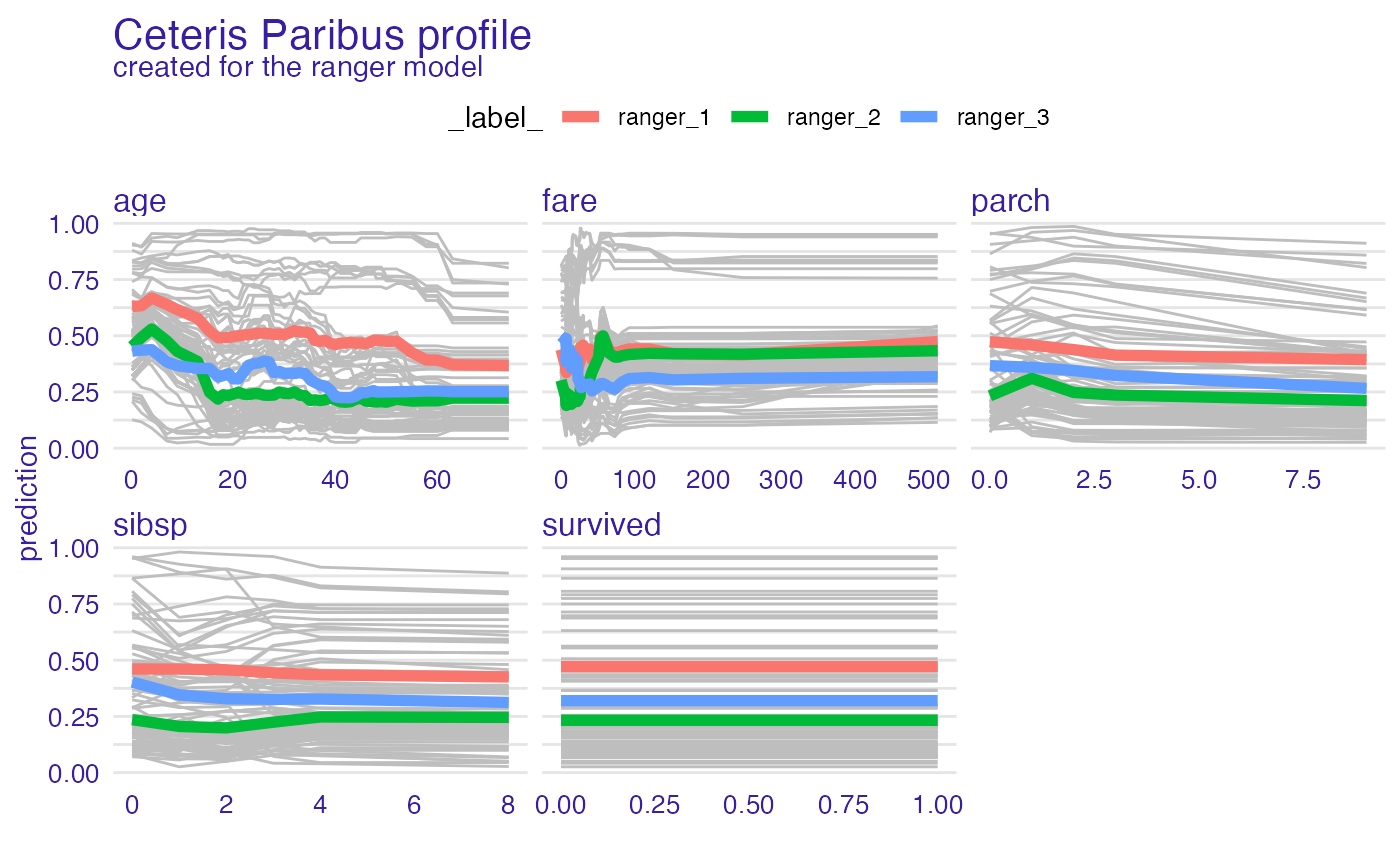 Ceteris Paribus profile
created for the ranger model
_label_ ranger_1 ranger_2 ranger_3
age fare parch
1.00
0.75
0.50
0.25
0.00
0 20 40 60 0 100 200 300 400 500 0.0 2.5 5.0 7.5
prediction
sibsp survived
1.00
0.75
0.50
0.25
0.00
0 2 4 6 8 0.00 0.25 0.50 0.75 1.00